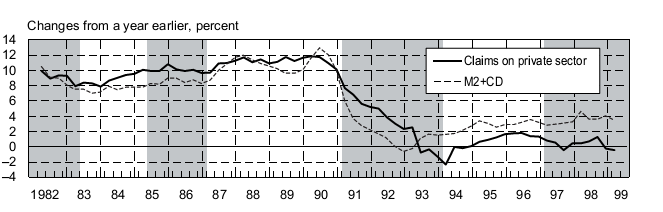 Changes from a year earlier, percent
14
12
10
8
6
4
2
0
−2
−4
Claims on private sector
M2+CD
1982 83 84 85 86 87 88 89 90 91 92 93 94 95 96 97 98 99